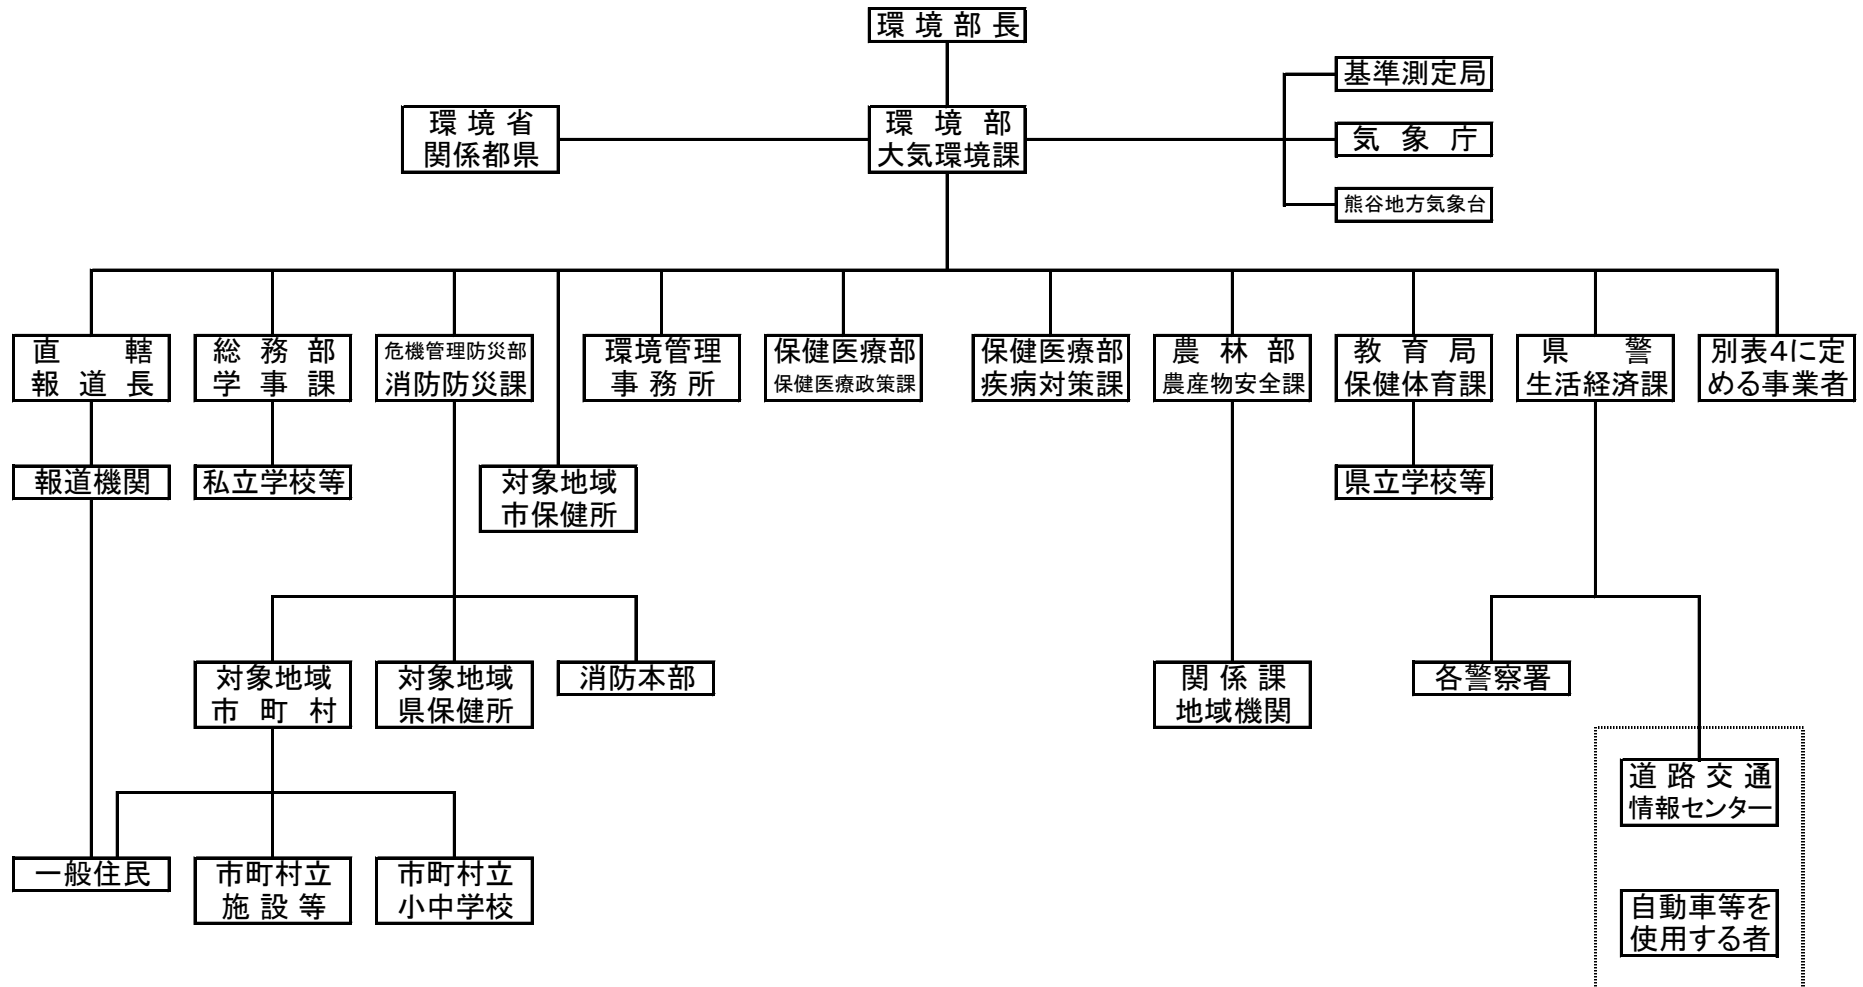 環境部長
基準測定局
環境省
関係都県
環境部
大気環境課
気象庁
熊谷地方気象台
直轄
報道長
総務部
学事課
危機管理防災部
消防防災課
環境管理
事務所
保健医療部
保健医療政策課
保健医療部
疾病対策課
農林部
農産物安全課
教育局
保健体育課
県警
生活経済課
別表4に定
める事業者
報道機関
私立学校等
対象地域
市保健所
県立学校等
対象地域
市町村
対象地域
県保健所
消防本部
関係課
地域機関
各警察署
道路交通
情報センター
一般住民
市町村立
施設等
市町村立
小中学校
自動車等を
使用する者